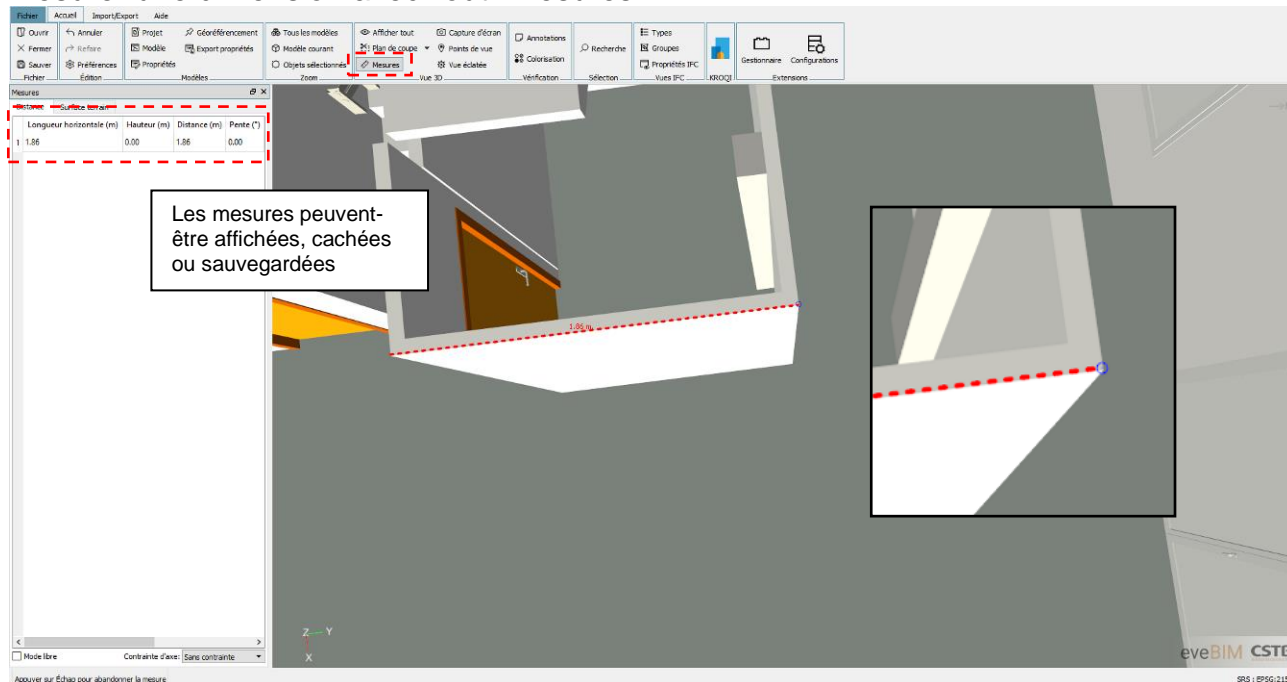 Fichier Accueil Import/Export Aide
Ouvrir Annuler Projet Géoréférencement Tous les modèles Afficher tout Capture d'écran Annotations Recherche Types Gestionnaire Configurations
Fermer Refaire Modèle Export propriétés Modèle courant Plan de coupe Points de vue Colorisation Groupes
Sauver Préférences Propriétés Objets sélectionnés Mesures Vue éclatée Propriétés IFC
Fichier Édition Modèles Zoom Vue 3D Vérification Sélection Vues IFC KROQI Extensions
Mesures
Distance Surface terrain
Longueur horizontale (m) Hauteur (m) Distance (m) Pente (°)
1 1.86 0.00 1.86 0.00
Les mesures peuvent-
être affichées, cachées
ou sauvegardées
1.86 m
Z Y
X
Mode libre Contrainte d'axe: Sans contrainte
eveBIM CSTB
Appuyer sur Échap pour abandonner la mesure